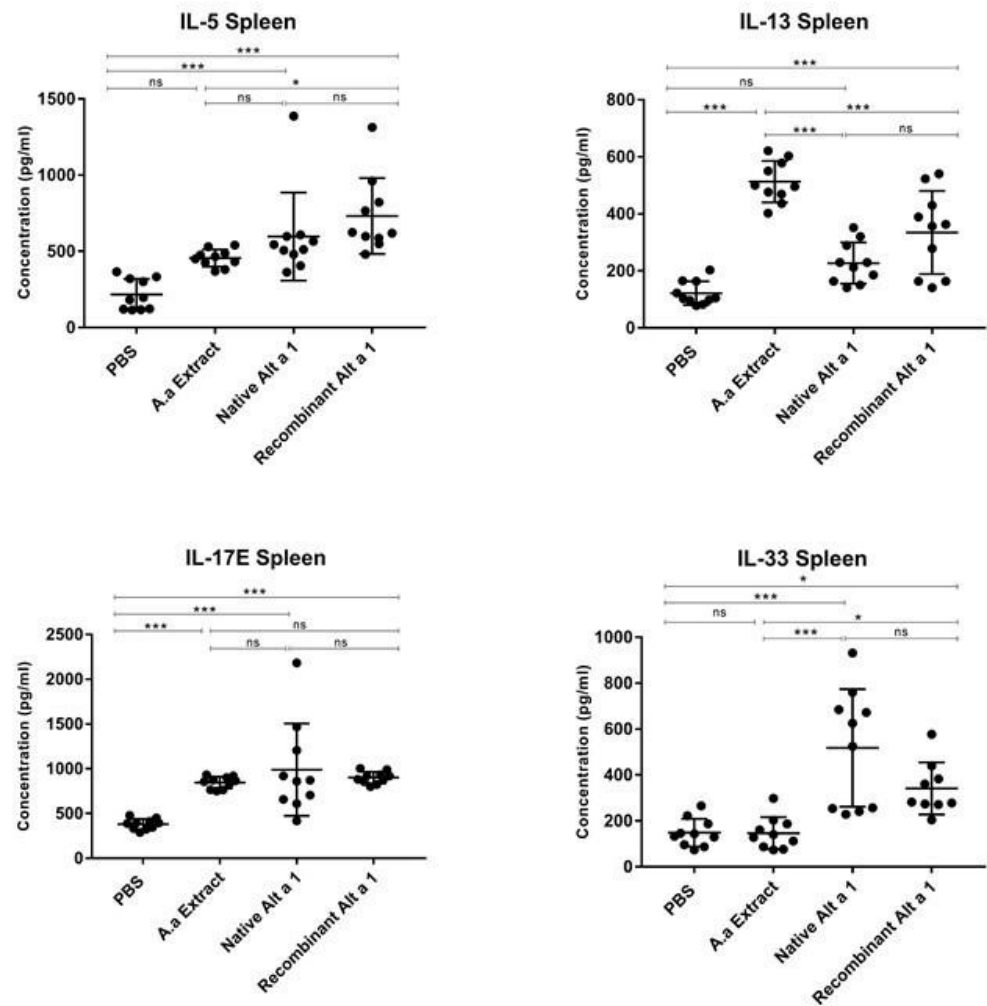 IL-5 Spleen
***
***
ns
*
ns
ns
Concentration (pg/ml)
1500
1000
500
0
PBS
A.a Extract
Native Alt a 1
Recombinant Alt a 1
IL-13 Spleen
***
ns
***
***
***
ns
Concentration (pg/ml)
800
600
400
200
0
PBS
A.a Extract
Native Alt a 1
Recombinant Alt a 1
IL-17E Spleen
***
***
***
ns
ns
ns
Concentration (pg/ml)
2500
2000
1500
1000
500
0
PBS
A.a Extract
Native Alt a 1
Recombinant Alt a 1
IL-33 Spleen
*
***
ns
*
***
ns
Concentration (pg/ml)
1000
800
600
400
200
0
PBS
A.a Extract
Native Alt a 1
Recombinant Alt a 1